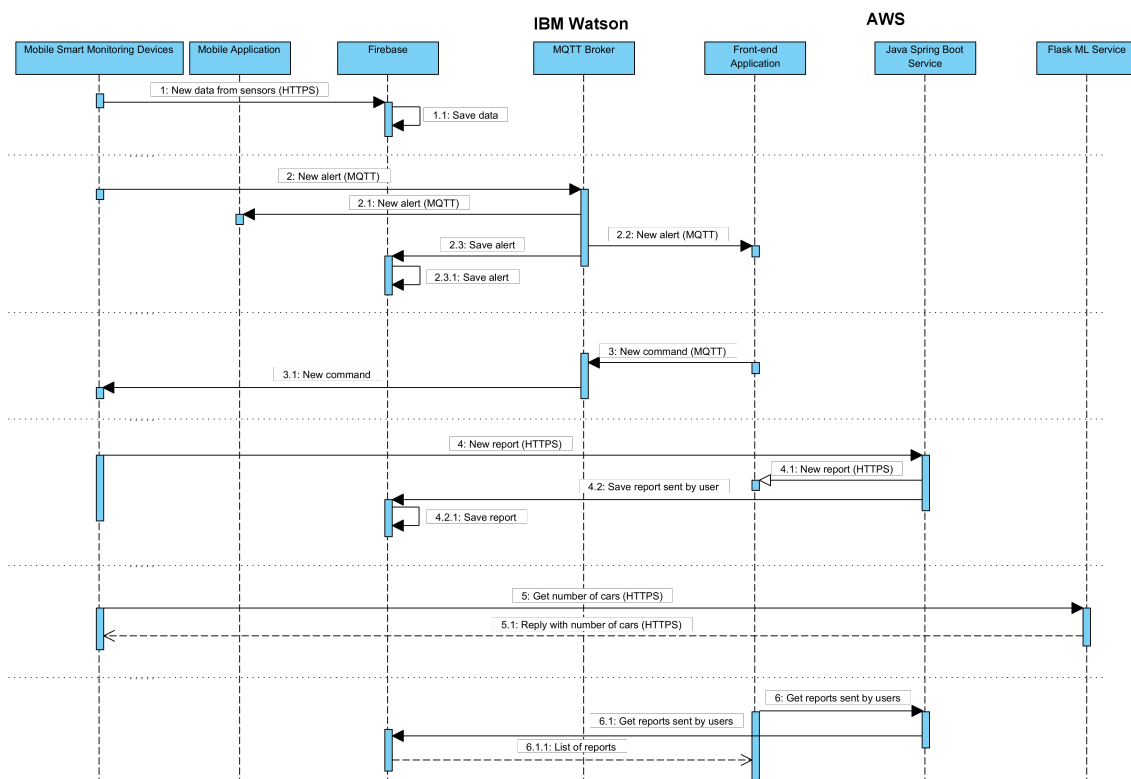 IBM Watson
AWS
Mobile Smart Monitoring Devices
Mobile Application
Firebase
MQTT Broker
Front-end
Application
Java Spring Boot
Service
Flask ML Service
1: New data from sensors (HTTPS)
1.1: Save data
2: New alert (MQTT)
2.1: New alert (MQTT)
2.2: New alert (MQTT)
2.3: Save alert
2.3.1: Save alert
3: New command (MQTT)
3.1: New command
4: New report (HTTPS)
4.1: New report (HTTPS)
4.2: Save report sent by user
4.2.1: Save report
5: Get number of cars (HTTPS)
5.1: Reply with number of cars (HTTPS)
6: Get reports sent by users
6.1: Get reports sent by users
6.1.1: List of reports